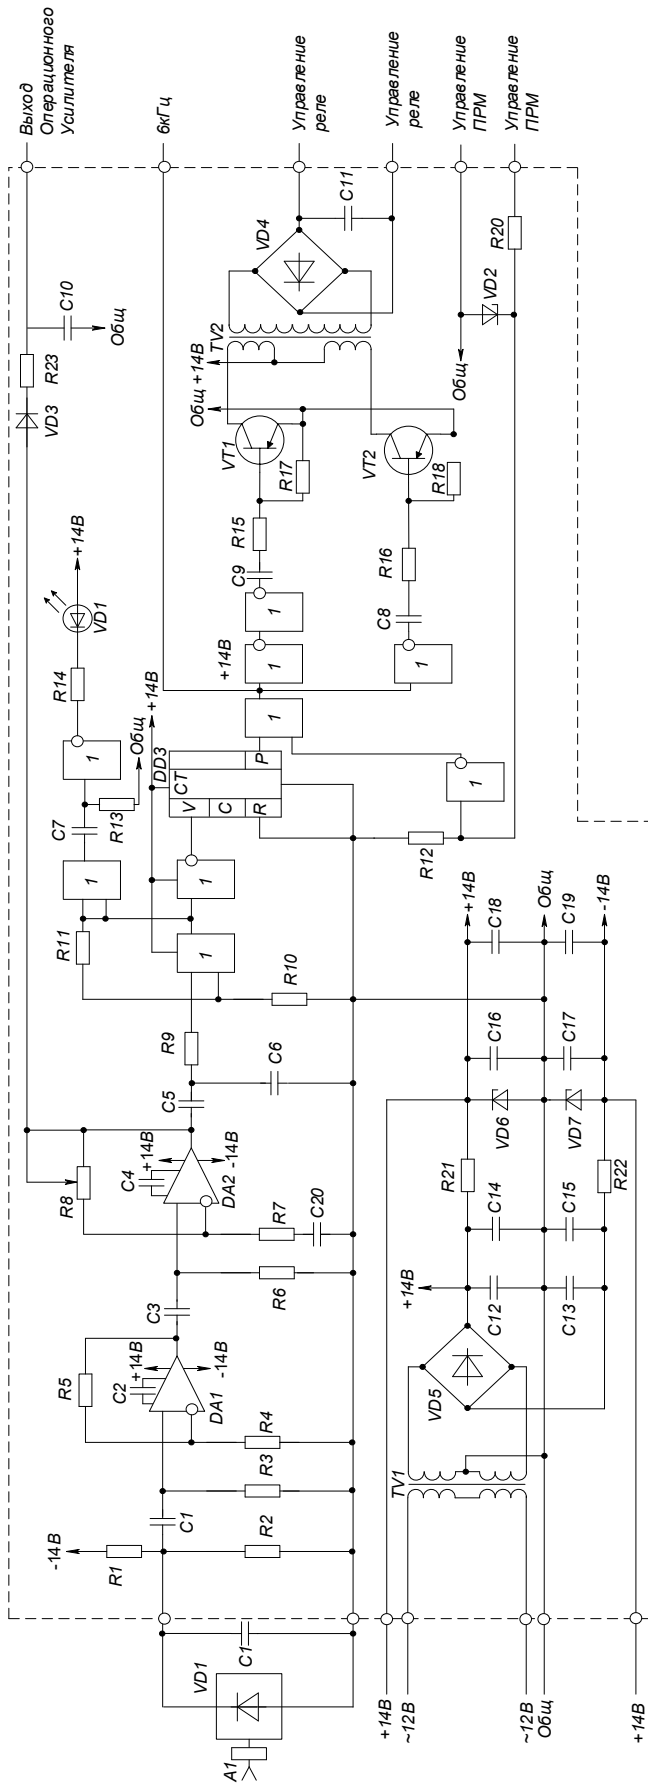 Выход
Операционного
Усилителя
6кГц
Управление
реле
Управление
реле
Управление
ПРМ
Управление
ПРМ
C10
Общ
R23
VD3
+14В
VD1
R14
C7
R13
Общ
1
1
R11
+14В
DD3
CT
V
C
R
P
1
1
R10
R9
C6
C5
R8
C4
+14В
-14В
DA2
R7
C20
R6
C3
R5
C2
+14В
-14В
DA1
R4
R3
C1
R2
R1
-14В
C1
VD1
A1
C11
VD4
TV2
Общ
+14В
VT1
R17
R15
C9
1
+14В
1
1
VT2
R18
R16
C8
1
1
R12
VD2
R20
Общ
+14В
Общ
-14В
C18
C19
C16
C17
VD6
VD7
R21
R22
C14
C15
+14В
C12
C13
VD5
TV1
+14В
~12В
~12В
Общ
+14В